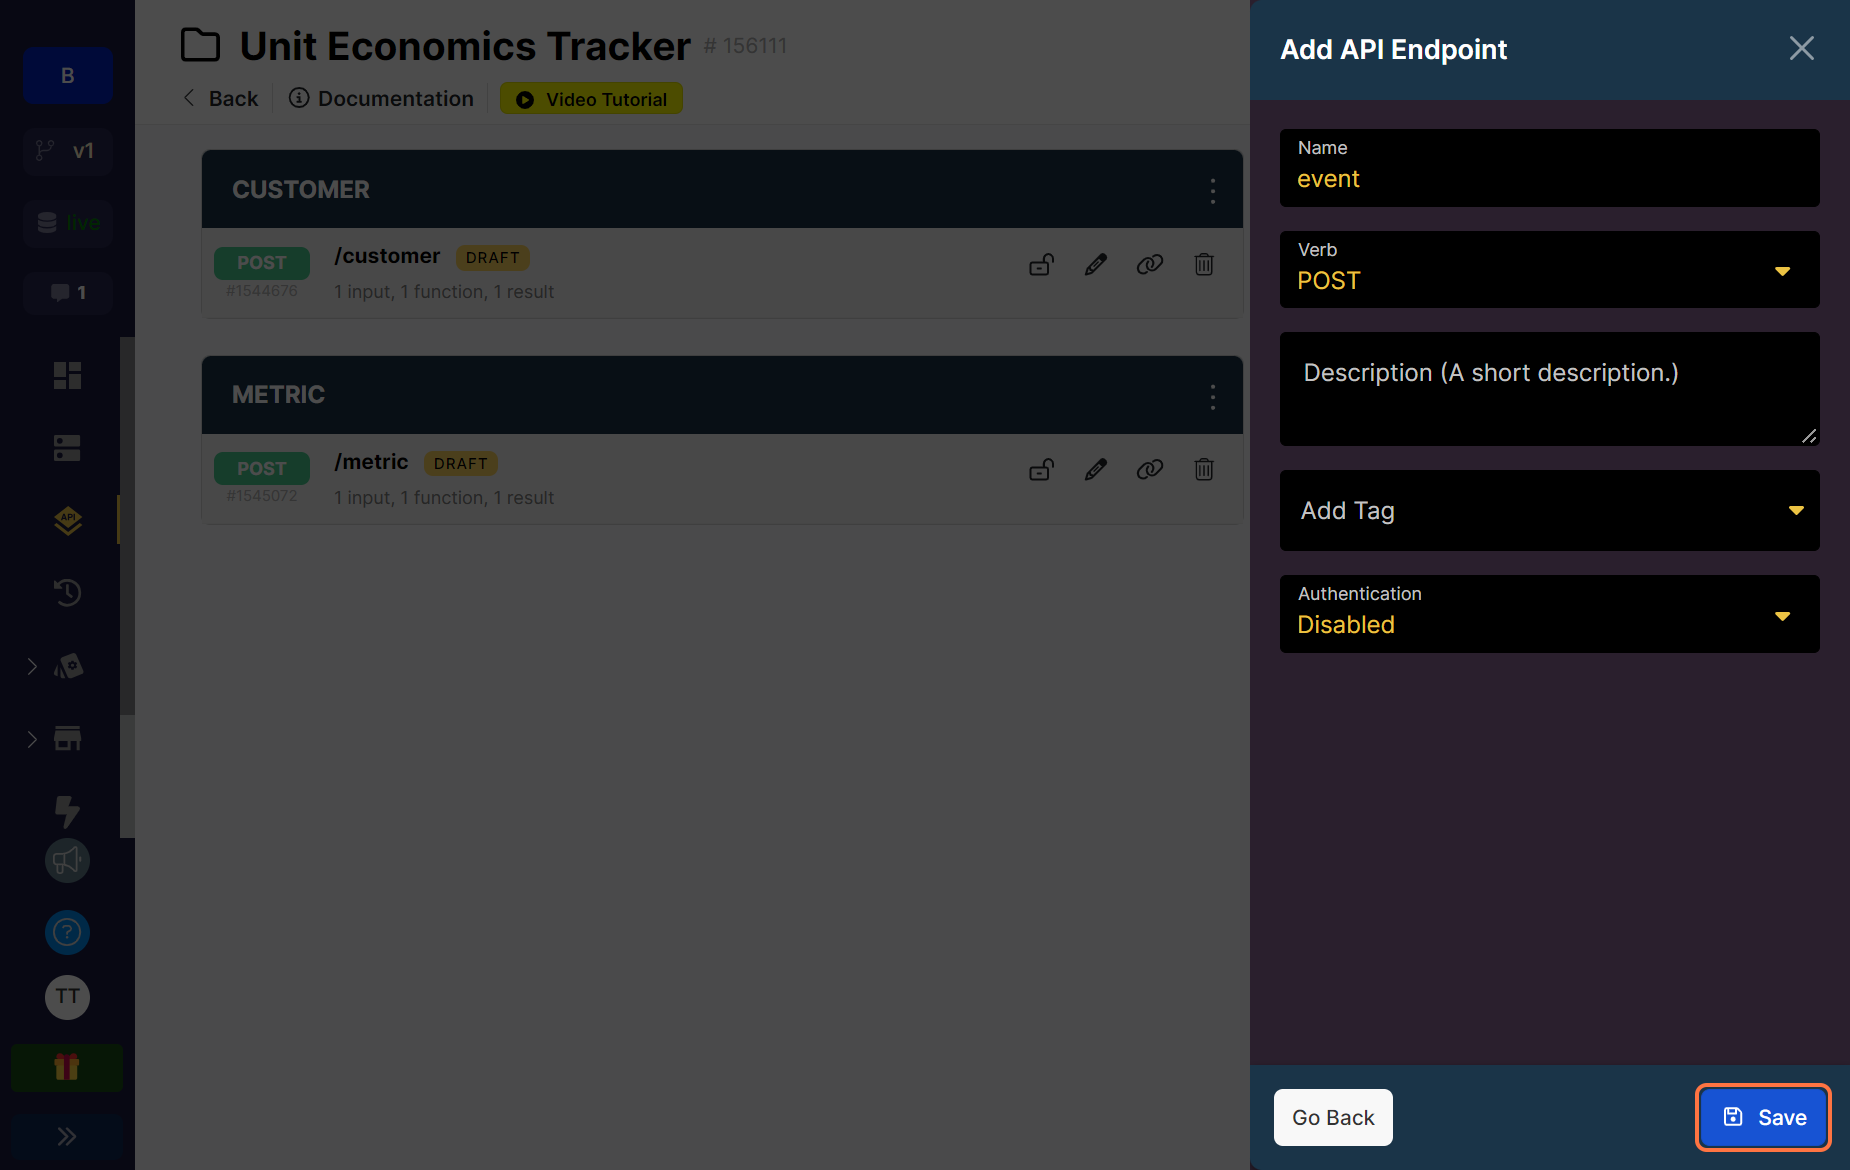 B
v1
live
1
API
TT
Unit Economics Tracker # 156111
Back
Documentation
Video Tutorial
CUSTOMER
POST
#1544676
/customer DRAFT
1 input, 1 function, 1 result
METRIC
POST
#1545072
/metric DRAFT
1 input, 1 function, 1 result
Add API Endpoint
Name
event
Verb
POST
Description (A short description.)
Add Tag
Authentication
Disabled
Go Back
Save